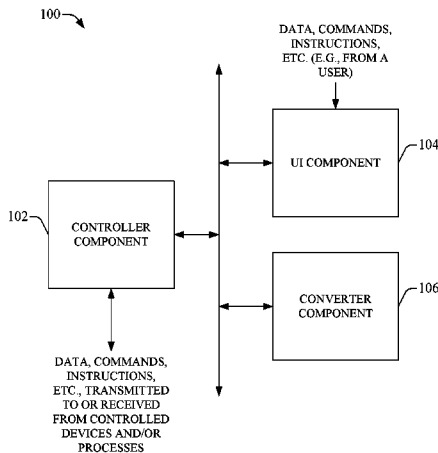 100
DATA, COMMANDS,
INSTRUCTIONS,
ETC. (E.G., FROM A
USER)
104
UI COMPONENT
102
CONTROLLER
COMPONENT
106
CONVERTER
COMPONENT
DATA, COMMANDS,
INSTRUCTIONS,
ETC., TRANSMITTED
TO OR RECEIVED
FROM CONTROLLED
DEVICES AND/OR
PROCESSES